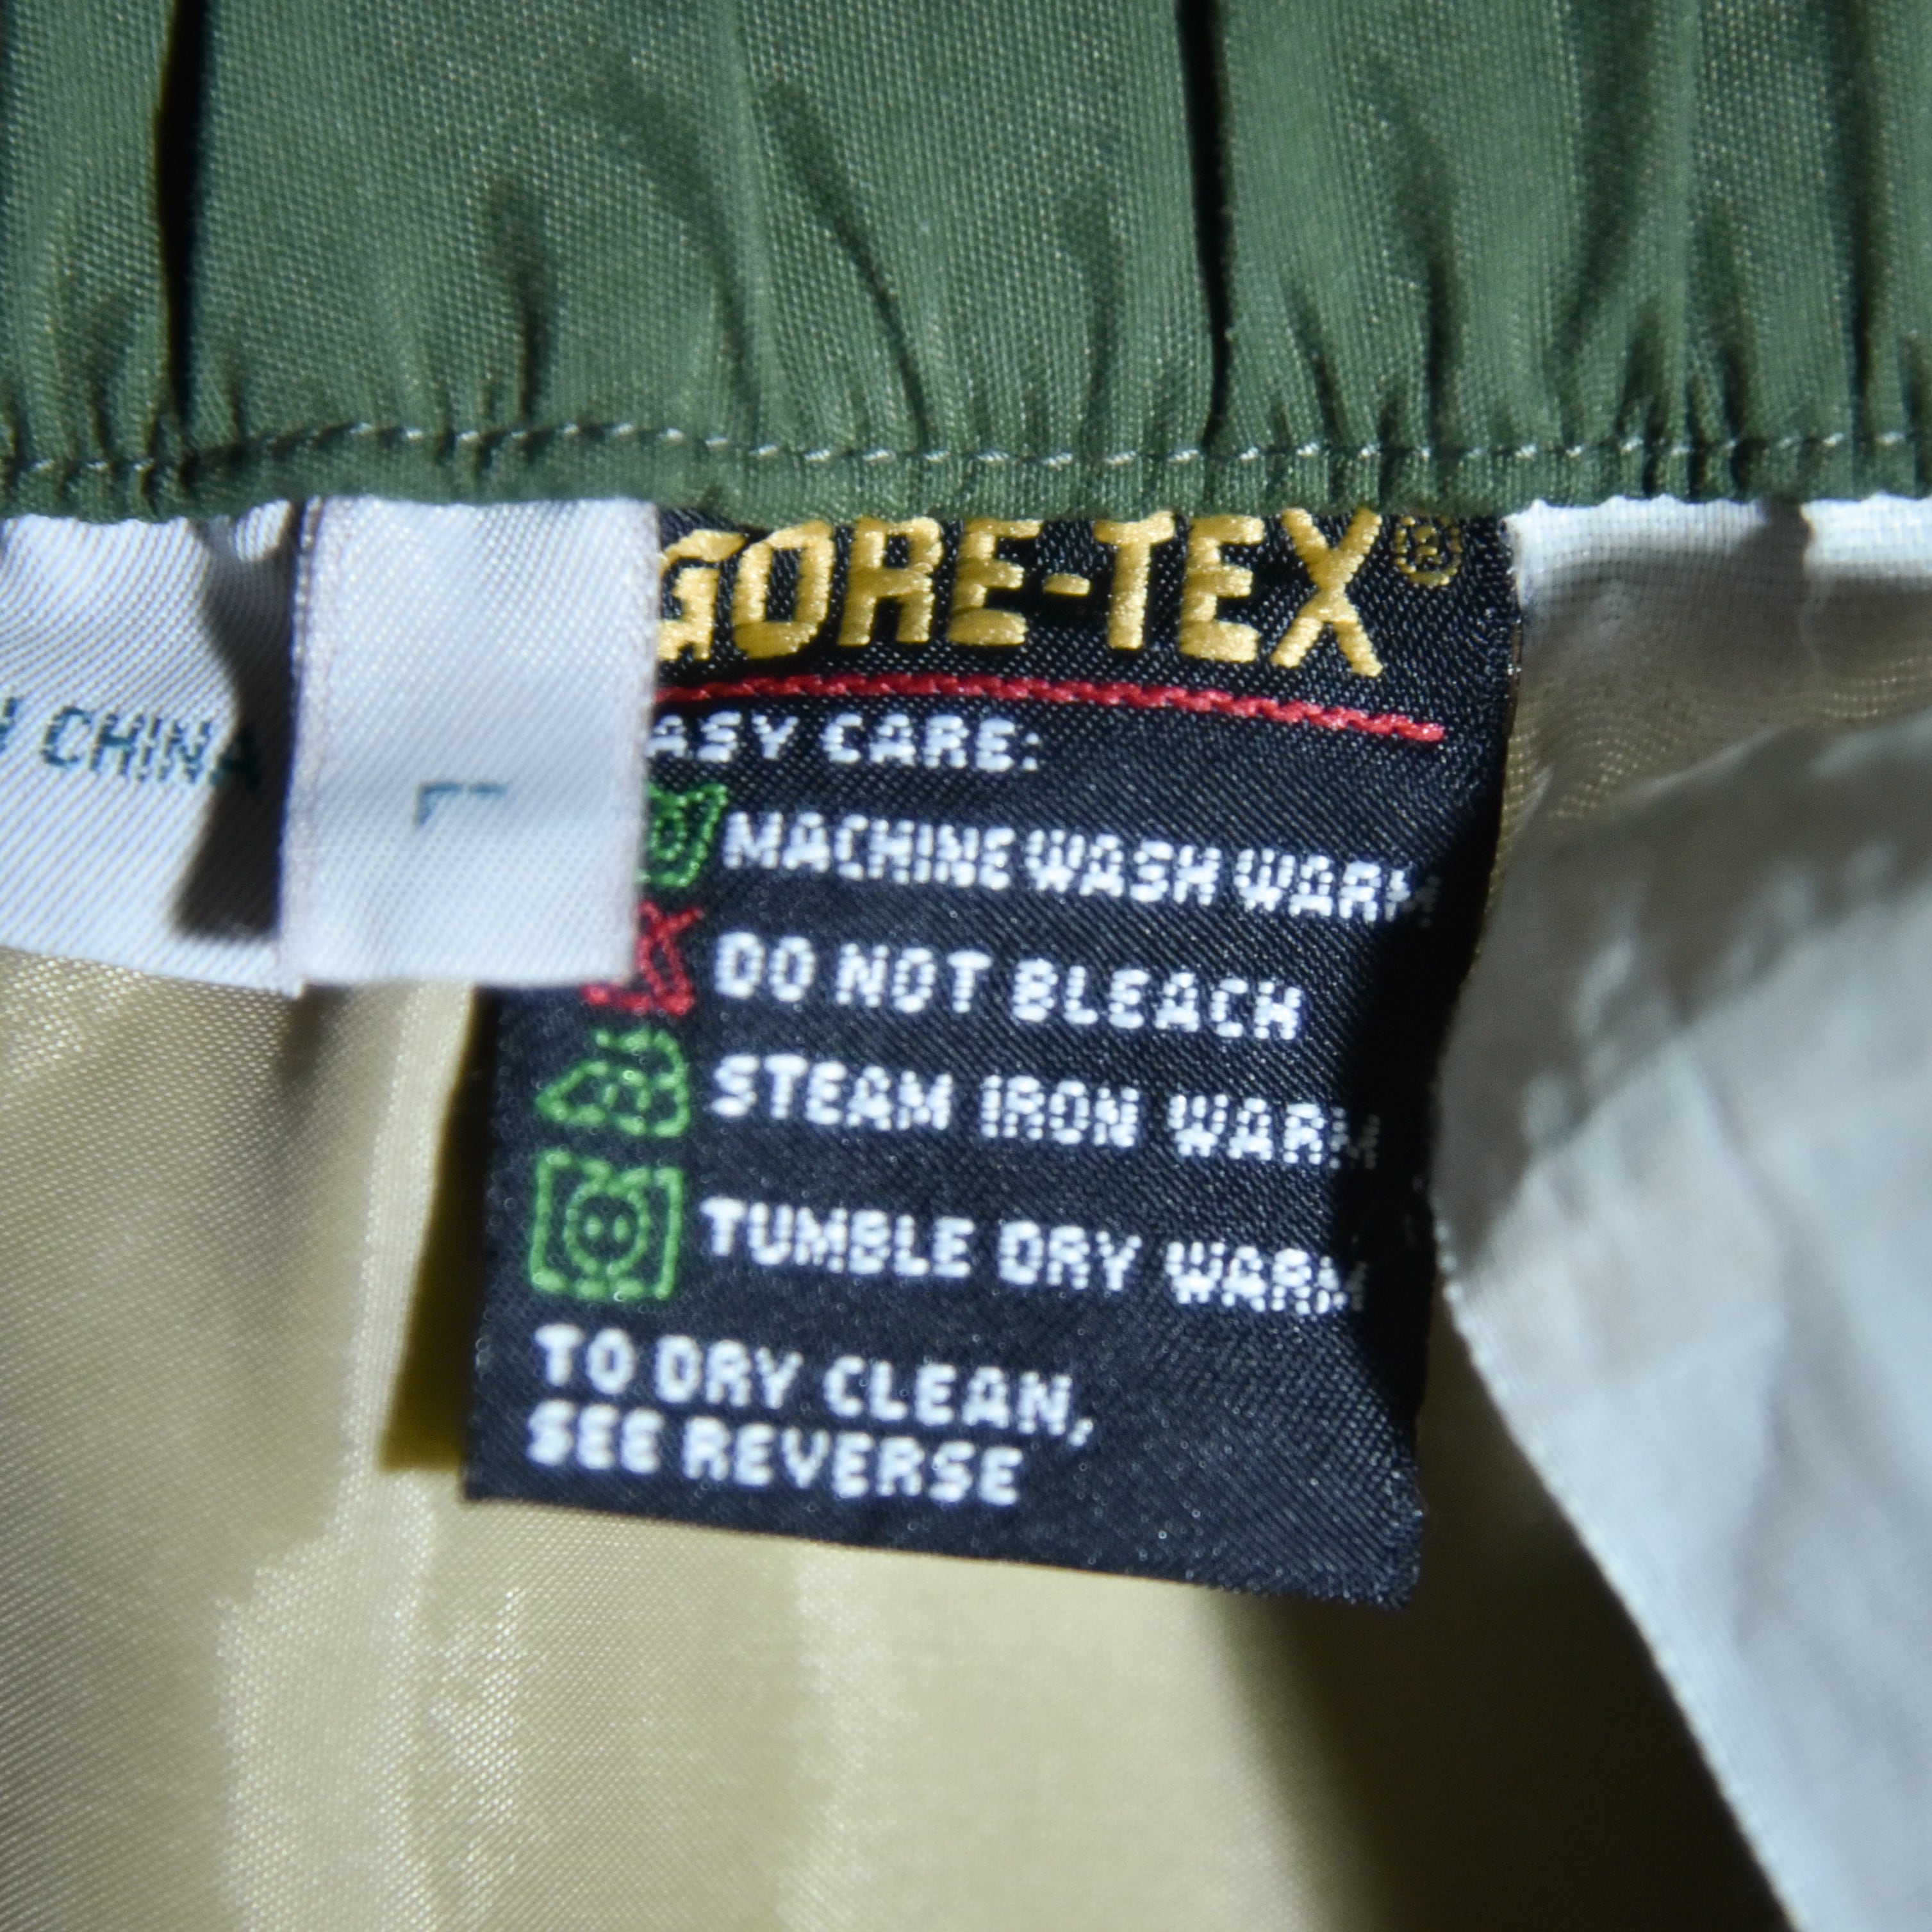 GORE-TEX®
ASY CARE:
MACHINE WASH WARM
DO NOT BLEACH
STEAM IRON WARM
TUMBLE DRY WARM
TO DRY CLEAN,
SEE REVERSE
CHINA
L